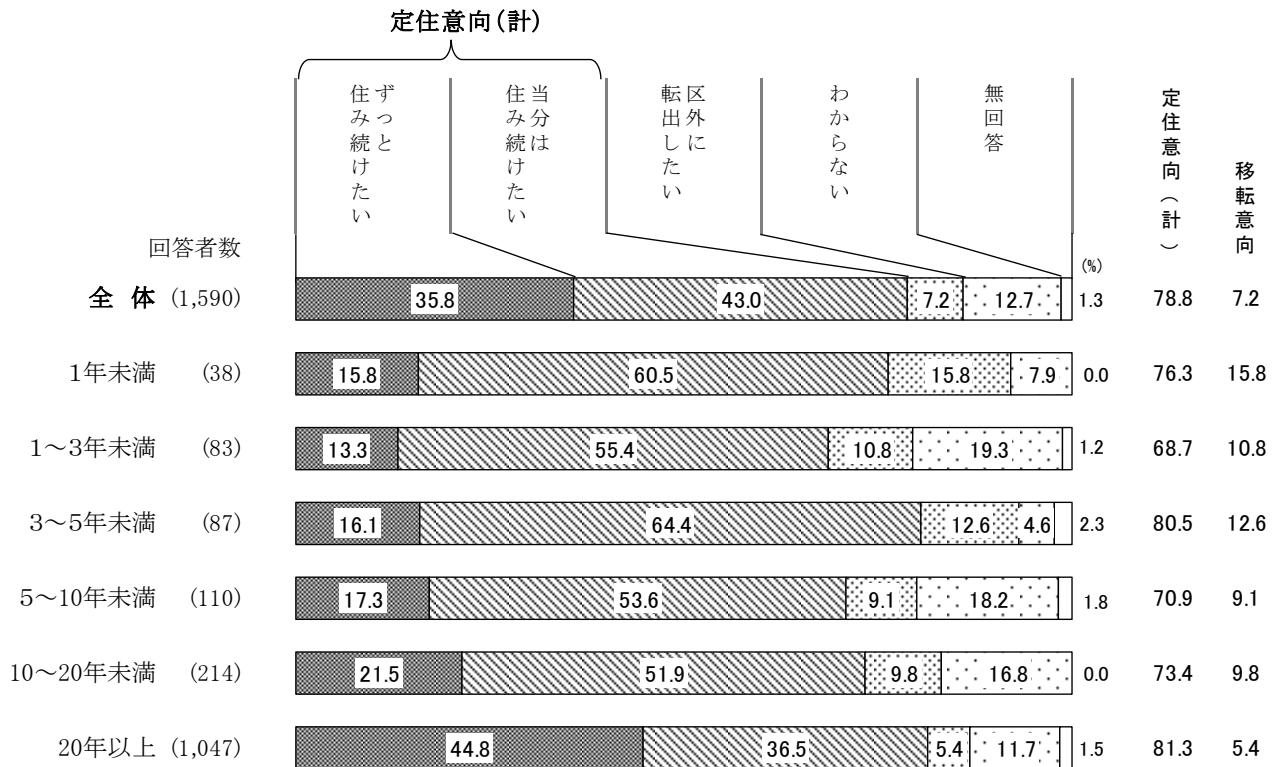 定住意向（計）
ずっと
住み続けたい
当分は
住み続けたい
区外に
転出したい
わからない
無回答
定住意向（計）
移転意向
回答者数
(%)
全 体 (1,590) 35.8 43.0 7.2 12.7 1.3 78.8 7.2
1年未満 (38) 15.8 60.5 15.8 7.9 0.0 76.3 15.8
1～3年未満 (83) 13.3 55.4 10.8 19.3 1.2 68.7 10.8
3～5年未満 (87) 16.1 64.4 12.6 4.6 2.3 80.5 12.6
5～10年未満 (110) 17.3 53.6 9.1 18.2 1.8 70.9 9.1
10～20年未満 (214) 21.5 51.9 9.8 16.8 0.0 73.4 9.8
20年以上 (1,047) 44.8 36.5 5.4 11.7 1.5 81.3 5.4